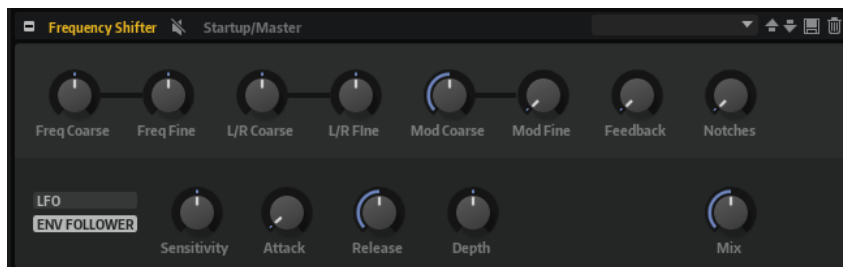 Frequency Shifter Startup/Master
Freq Coarse Freq Fine L/R Coarse L/R FIne Mod Coarse Mod Fine Feedback Notches
LFO
ENV FOLLOWER
Sensitivity Attack Release Depth Mix